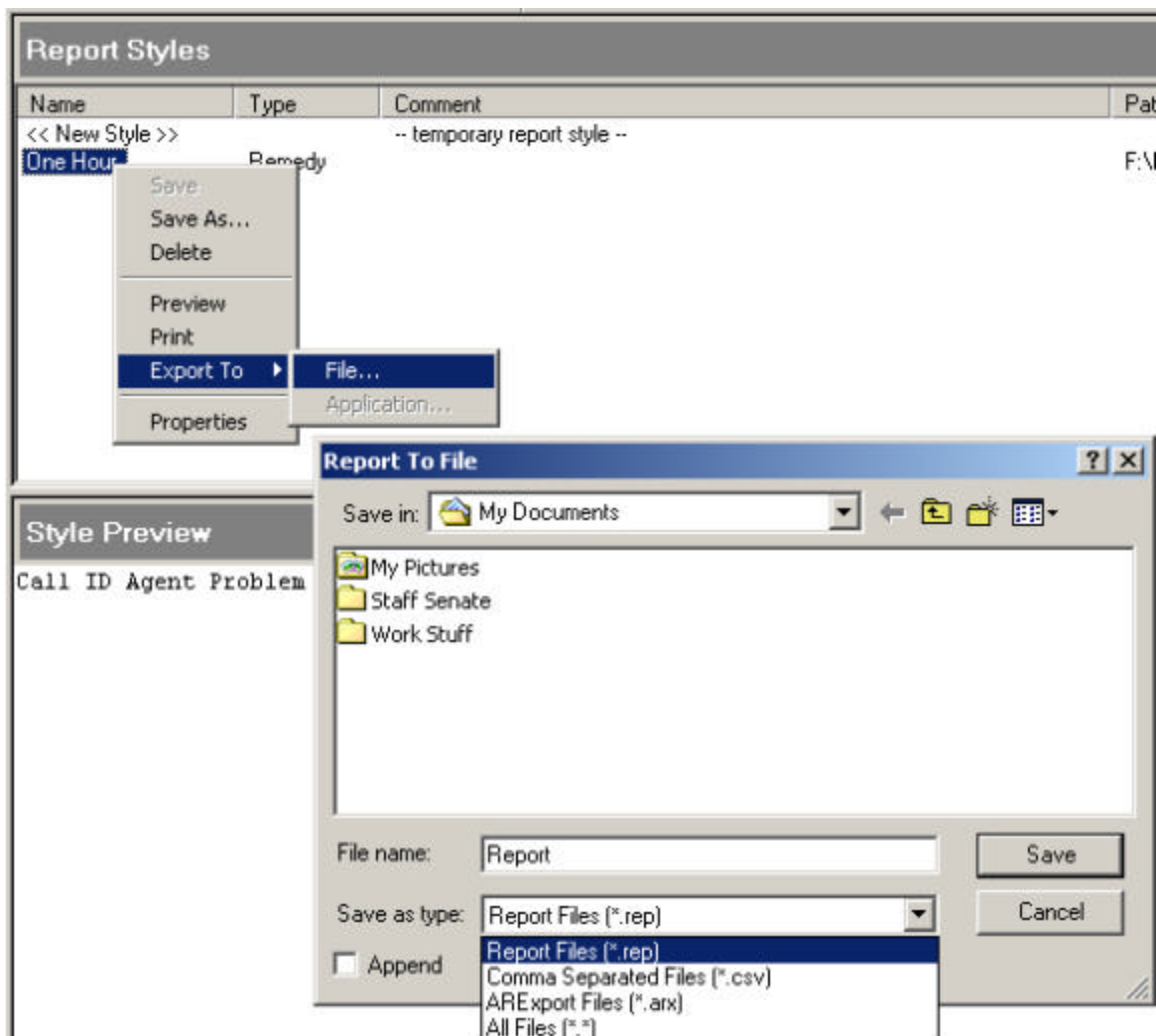 Report Styles
Name Type Comment Pat
<< New Style >> -- temporary report style --
One Hour Remedy F:\
Save
Save As...
Delete
Preview
Print
Export To File...
Application...
Properties
Report To File
Save in: My Documents
Style Preview
Call ID Agent Problem
My Pictures
Staff Senate
Work Stuff
File name: Report Save
Save as type: Report Files (*.rep) Cancel
Append
Report Files (*.rep)
Comma Separated Files (*.csv)
ARExport Files (*.arx)
All Files (*.*)